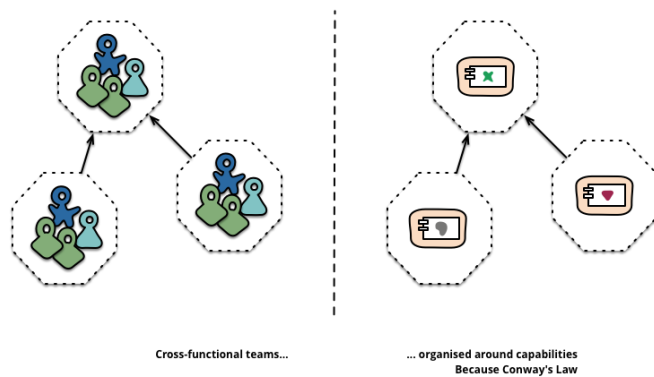 Cross-functional teams...
... organised around capabilities
Because Conway's Law